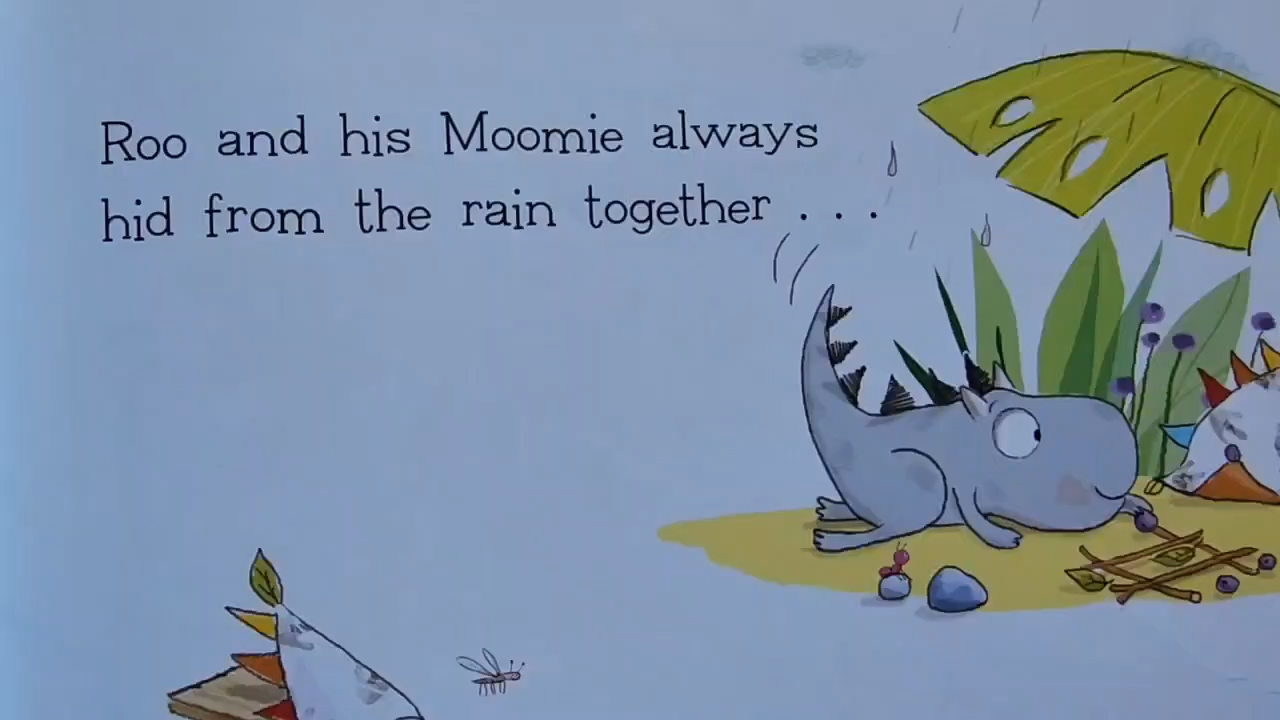 Roo and his Moomie always
hid from the rain together . . .